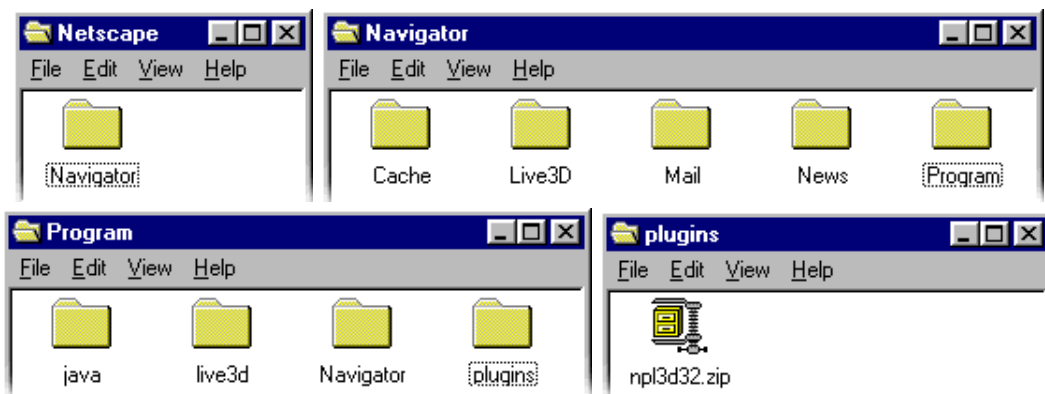 Netscape
File Edit View Help
Navigator
Navigator
File Edit View Help
Cache Live3D Mail News Program
Program
File Edit View Help
java live3d Navigator plugins
plugins
File Edit View Help
npl3d32.zip